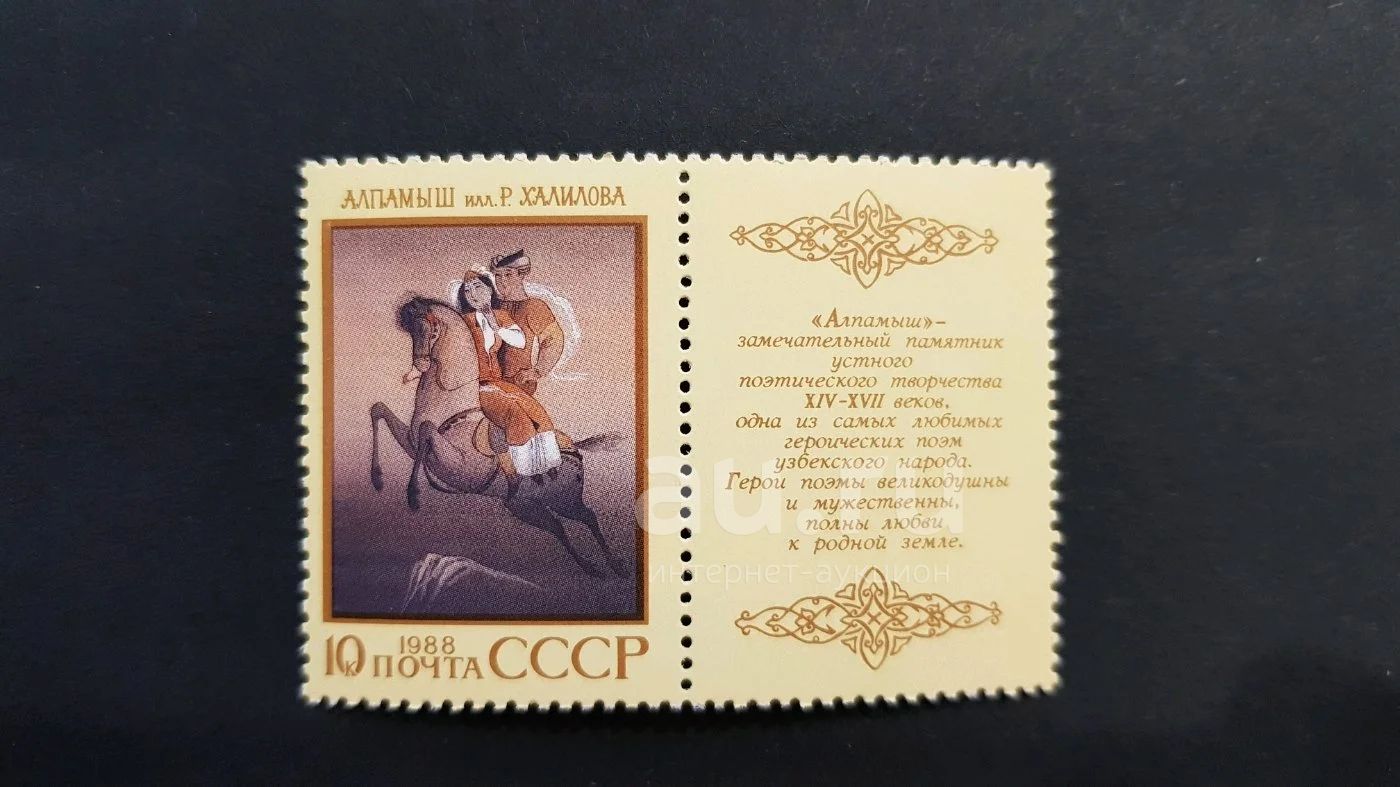 АЛПАМЫШ илл. Р. ХАЛИЛОВА
10к 1988 ПОЧТА СССР
«Алпамыш»–
замечательный памятник
устного
поэтического творчества
XIV–XVII веков,
одна из самых любимых
героических поэм
узбекского народа.
Герои поэмы великодушны
и мужественны,
полны любви
к родной земле.
au.ru
интернет-аукцион